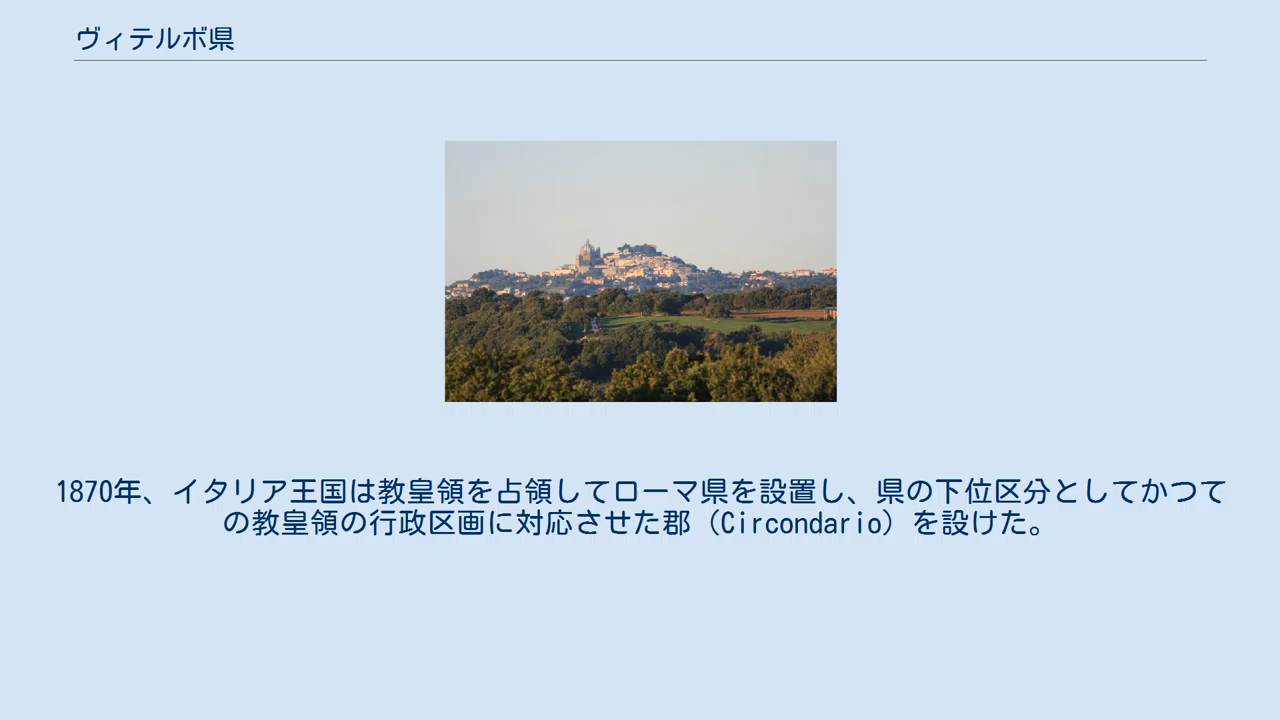 ヴィテルボ県
1870年、イタリア王国は教皇領を占領してローマ県を設置し、県の下位区分としてかつて
の教皇領の行政区画に対応させた郡（Circondario）を設けた。